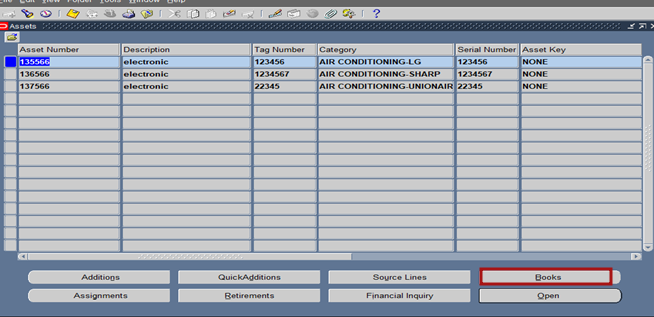 Edit View Folder Tools Window Help
Assets
Asset Number Description Tag Number Category Serial Number Asset Key
135566 electronic 123456 AIR CONDITIONING-LG 123456 NONE
136566 electronic 1234567 AIR CONDITIONING-SHARP 1234567 NONE
137566 electronic 22345 AIR CONDITIONING-UNIONAIR 22345 NONE
Additions QuickAdditions Source Lines Books
Assignments Retirements Financial Inquiry Open